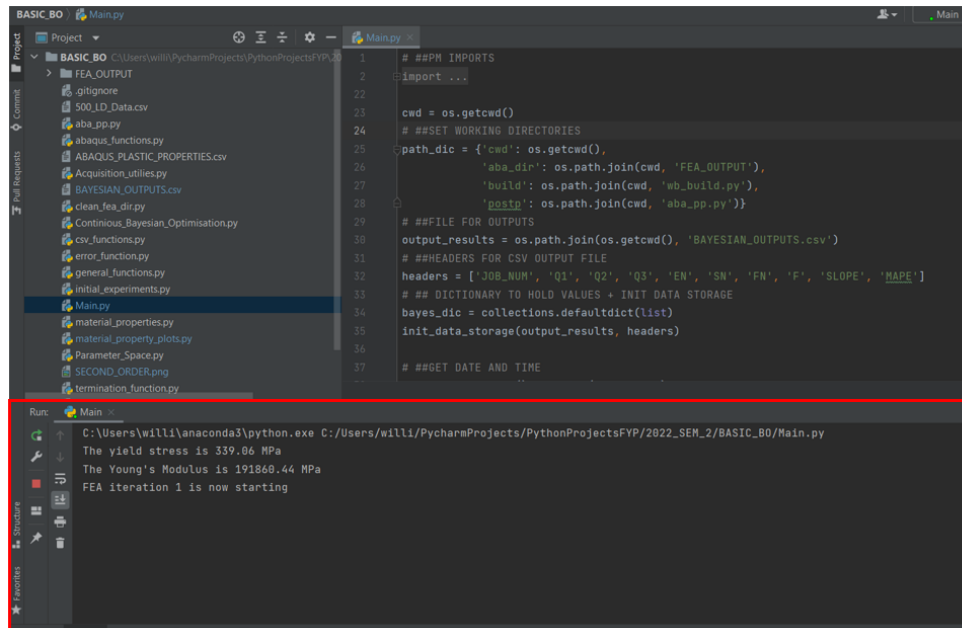 BASIC_BO Main.py
Main
Project
Main.py
BASIC_BO C:\Users\willi\PycharmProjects\PythonProjectsFYP\20
FEA_OUTPUT
.gitignore
500_LD_Data.csv
aba_pp.py
abaqus_functions.py
ABAQUS_PLASTIC_PROPERTIES.csv
Acquisition_utilies.py
BAYESIAN_OUTPUTS.csv
clean_fea_dir.py
Continious_Bayesian_Optimisation.py
csv_functions.py
error_function.py
general_functions.py
initial_experiments.py
Main.py
material_properties.py
material_property_plots.py
Parameter_Space.py
SECOND_ORDER.png
termination_function.py
Project
Commit
Pull Requests
1 # ##PM IMPORTS
2 import ...
22
23 cwd = os.getcwd()
24 # ##SET WORKING DIRECTORIES
25 path_dic = {'cwd': os.getcwd(),
26 'aba_dir': os.path.join(cwd, 'FEA_OUTPUT'),
27 'build': os.path.join(cwd, 'wb_build.py'),
28 'postp': os.path.join(cwd, 'aba_pp.py')}
29 # ##FILE FOR OUTPUTS
30 output_results = os.path.join(os.getcwd(), 'BAYESIAN_OUTPUTS.csv')
31 # ##HEADERS FOR CSV OUTPUT FILE
32 headers = ['JOB_NUM', 'Q1', 'Q2', 'Q3', 'EN', 'SN', 'FN', 'F', 'SLOPE', 'MAPE']
33 # ## DICTIONARY TO HOLD VALUES + INIT DATA STORAGE
34 bayes_dic = collections.defaultdict(list)
35 init_data_storage(output_results, headers)
36
37 # ##GET DATE AND TIME
Run: Main
C:\Users\willi\anaconda3\python.exe C:/Users/willi/PycharmProjects/PythonProjectsFYP/2022_SEM_2/BASIC_BO/Main.py
The yield stress is 339.06 MPa
The Young's Modulus is 191860.44 MPa
FEA iteration 1 is now starting
Structure
Favorites